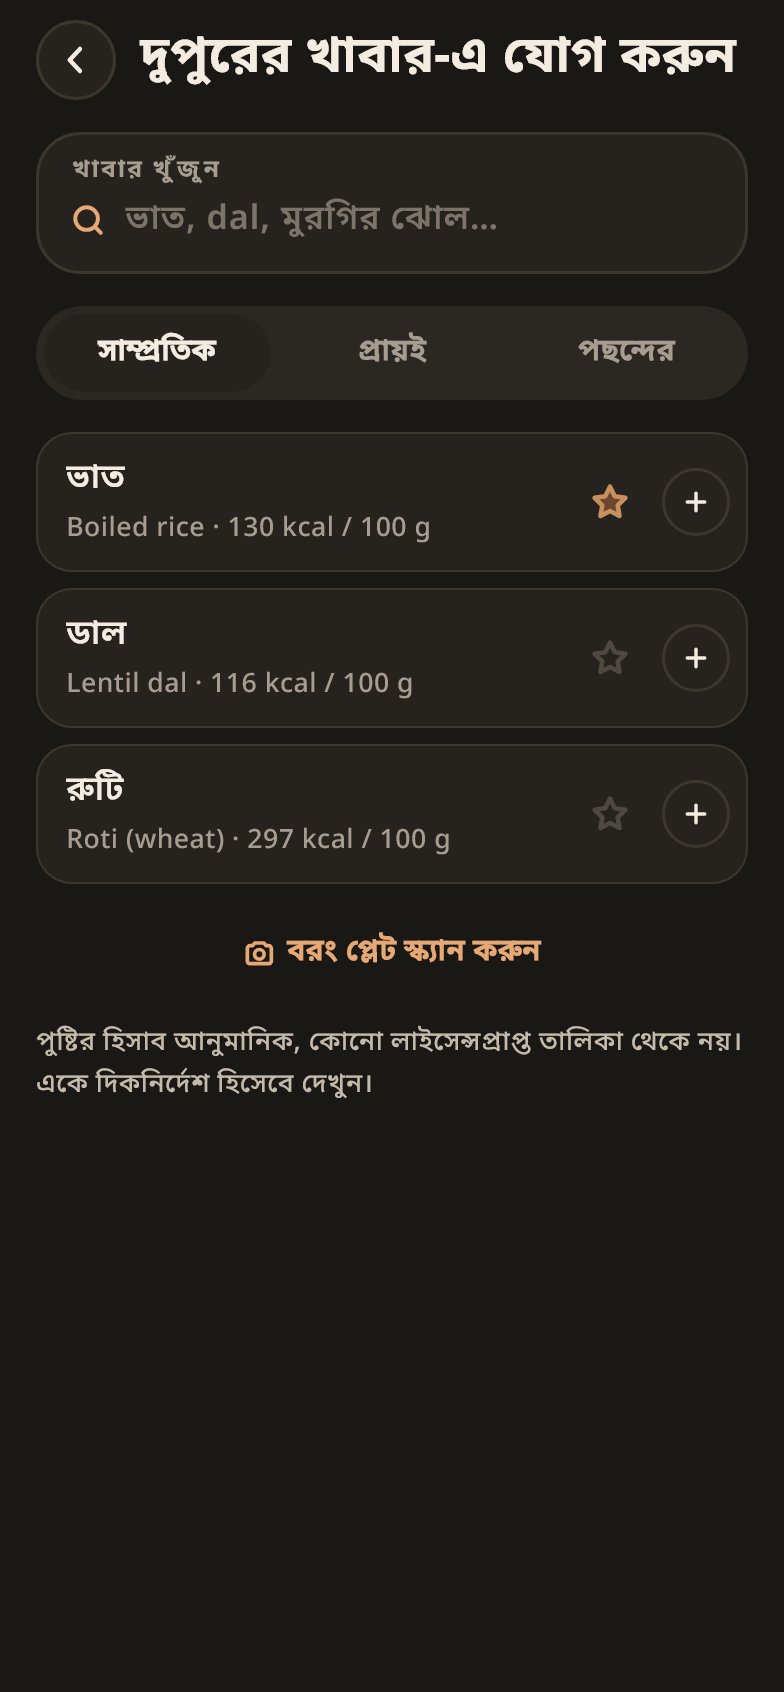 দুপুরের খাবার-এ যোগ করুন
খাবার খুঁজুন
ভাত, dal, মুরগির ঝোল...
সাম্প্রতিক
প্রায়ই
পছন্দের
ভাত
Boiled rice · 130 kcal / 100 g
ডাল
Lentil dal · 116 kcal / 100 g
রুটি
Roti (wheat) · 297 kcal / 100 g
বরং প্লেট স্ক্যান করুন
পুষ্টির হিসাব আনুমানিক, কোনো লাইসেন্সপ্রাপ্ত তালিকা থেকে নয়।
একে দিকনির্দেশ হিসেবে দেখুন।